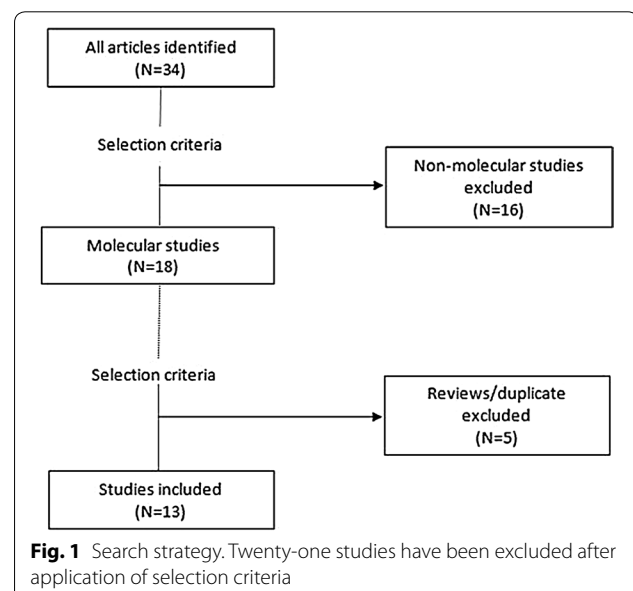 All articles identified
(N=34)
Selection criteria
Non-molecular studies
excluded
(N=16)
Molecular studies
(N=18)
Selection criteria
Reviews/duplicate
excluded
(N=5)
Studies included
(N=13)
Fig. 1 Search strategy. Twenty-one studies have been excluded after
application of selection criteria